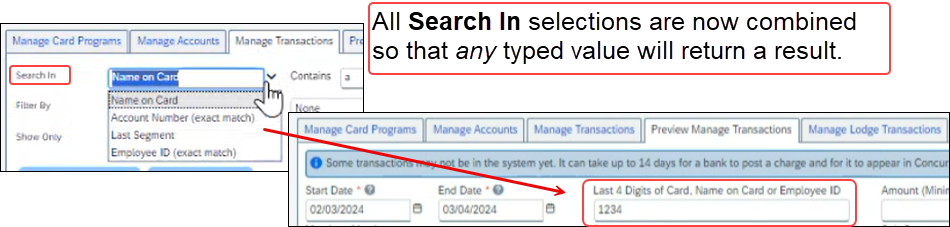 All Search In selections are now combined
so that any typed value will return a result.
Manage Card Programs Manage Accounts Manage Transactions
Search In Name on Card Contains a
Name on Card
Filter By Account Number (exact match) None
Last Segment
Show Only
Employee ID (exact match)
Manage Card Programs Manage Accounts Manage Transactions Preview Manage Transactions Manage Lodge Transactions
Some transactions may not be in the system yet. It can take up to 14 days for a bank to post a charge and for it to appear in Concu
Start Date * End Date * Last 4 Digits of Card, Name on Card or Employee ID Amount (Minin
02/03/2024 03/04/2024 1234